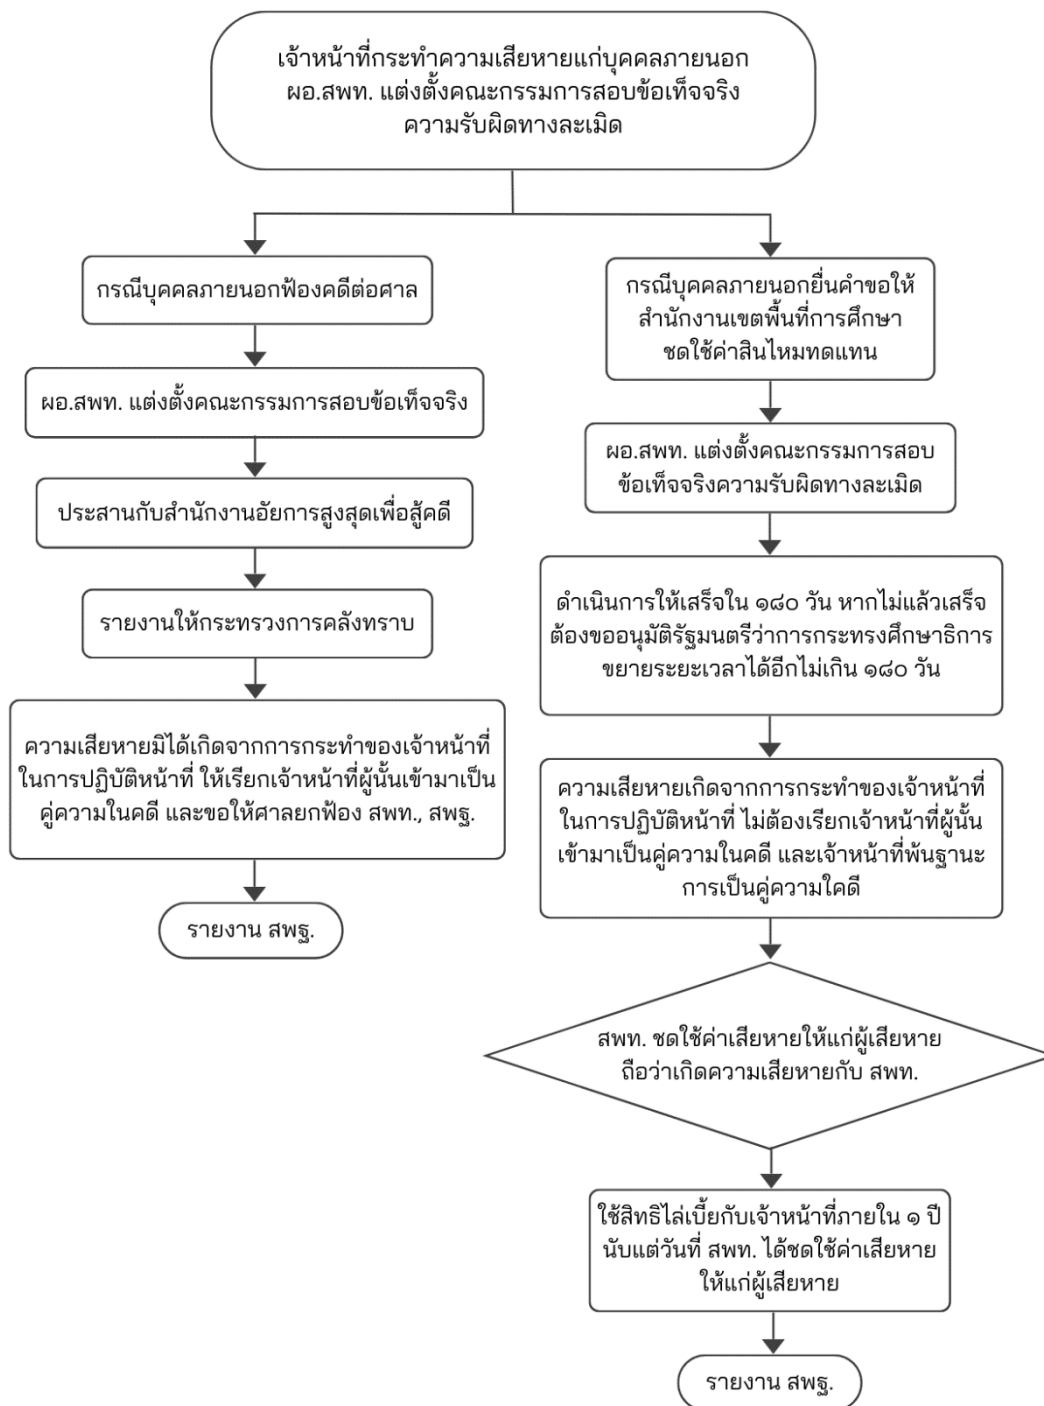 เจ้าหน้าที่กระทำความเสียหายแก่บุคคลภายนอก
ผอ.สพท. แต่งตั้งคณะกรรมการสอบข้อเท็จจริง
ความรับผิดทางละเมิด
กรณีบุคคลภายนอกฟ้องคดีต่อศาล
ผอ.สพท. แต่งตั้งคณะกรรมการสอบข้อเท็จจริง
ประสานกับสำนักงานอัยการสูงสุดเพื่อสู้คดี
รายงานให้กระทรวงการคลังทราบ
ความเสียหายมิได้เกิดจากการกระทำของเจ้าหน้าที่
ในการปฏิบัติหน้าที่ ให้เรียกเจ้าหน้าที่ผู้นั้นเข้ามาเป็น
คู่ความในคดี และขอให้ศาลยกฟ้อง สพท., สพฐ.
รายงาน สพฐ.
กรณีบุคคลภายนอกยื่นคำขอให้
สำนักงานเขตพื้นที่การศึกษา
ชดใช้ค่าสินไหมทดแทน
ผอ.สพท. แต่งตั้งคณะกรรมการสอบ
ข้อเท็จจริงความรับผิดทางละเมิด
ดำเนินการให้เสร็จใน ๑๘๐ วัน หากไม่แล้วเสร็จ
ต้องขออนุมัติรัฐมนตรีว่าการกระทรงศึกษาธิการ
ขยายระยะเวลาได้อีกไม่เกิน ๑๘๐ วัน
ความเสียหายเกิดจากการกระทำของเจ้าหน้าที่
ในการปฏิบัติหน้าที่ ไม่ต้องเรียกเจ้าหน้าที่ผู้นั้น
เข้ามาเป็นคู่ความในคดี และเจ้าหน้าที่พ้นฐานะ
การเป็นคู่ความใคดี
สพท. ชดใช้ค่าเสียหายให้แก่ผู้เสียหาย
ถือว่าเกิดความเสียหายกับ สพท.
ใช้สิทธิไล่เบี้ยกับเจ้าหน้าที่ภายใน ๑ ปี
นับแต่วันที่ สพท. ได้ชดใช้ค่าเสียหาย
ให้แก่ผู้เสียหาย
รายงาน สพฐ.